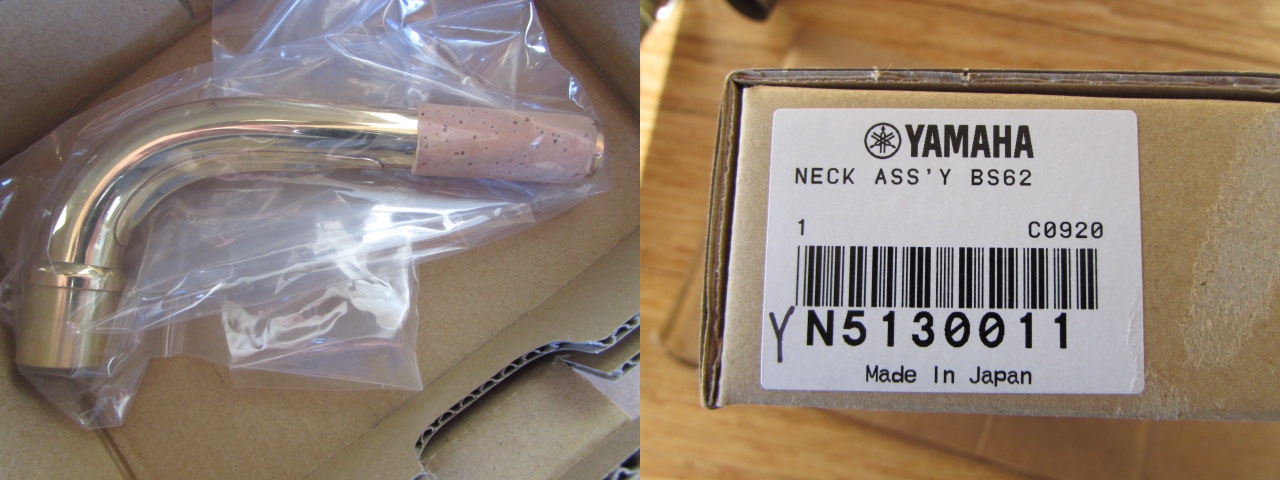 YAMAHA
NECK ASS'Y BS62
1 C0920
YN5130011
Made In Japan